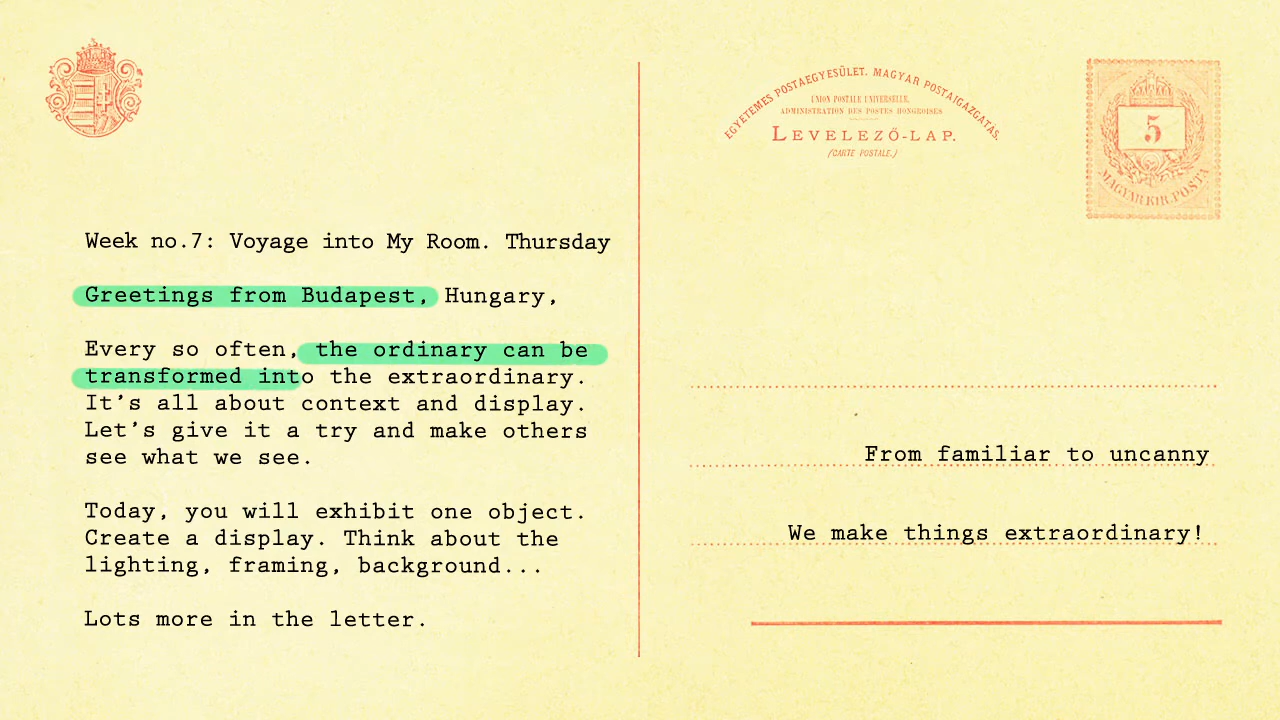 Week no.7: Voyage into My Room. Thursday
Greetings from Budapest, Hungary,
Every so often, the ordinary can be
transformed into the extraordinary.
It's all about context and display.
Let's give it a try and make others
see what we see.
Today, you will exhibit one object.
Create a display. Think about the
lighting, framing, background...
Lots more in the letter.
EGYETEMES POSTAEGYESÜLET. MAGYAR POSTAIGAZGATÁS.
UNION POSTALE UNIVERSELLE.
ADMINISTRATION DES POSTES HONGROISES
LEVELEZŐ-LAP.
(CARTE POSTALE.)
5
MAGYAR KIR. POSTA
From familiar to uncanny
We make things extraordinary!